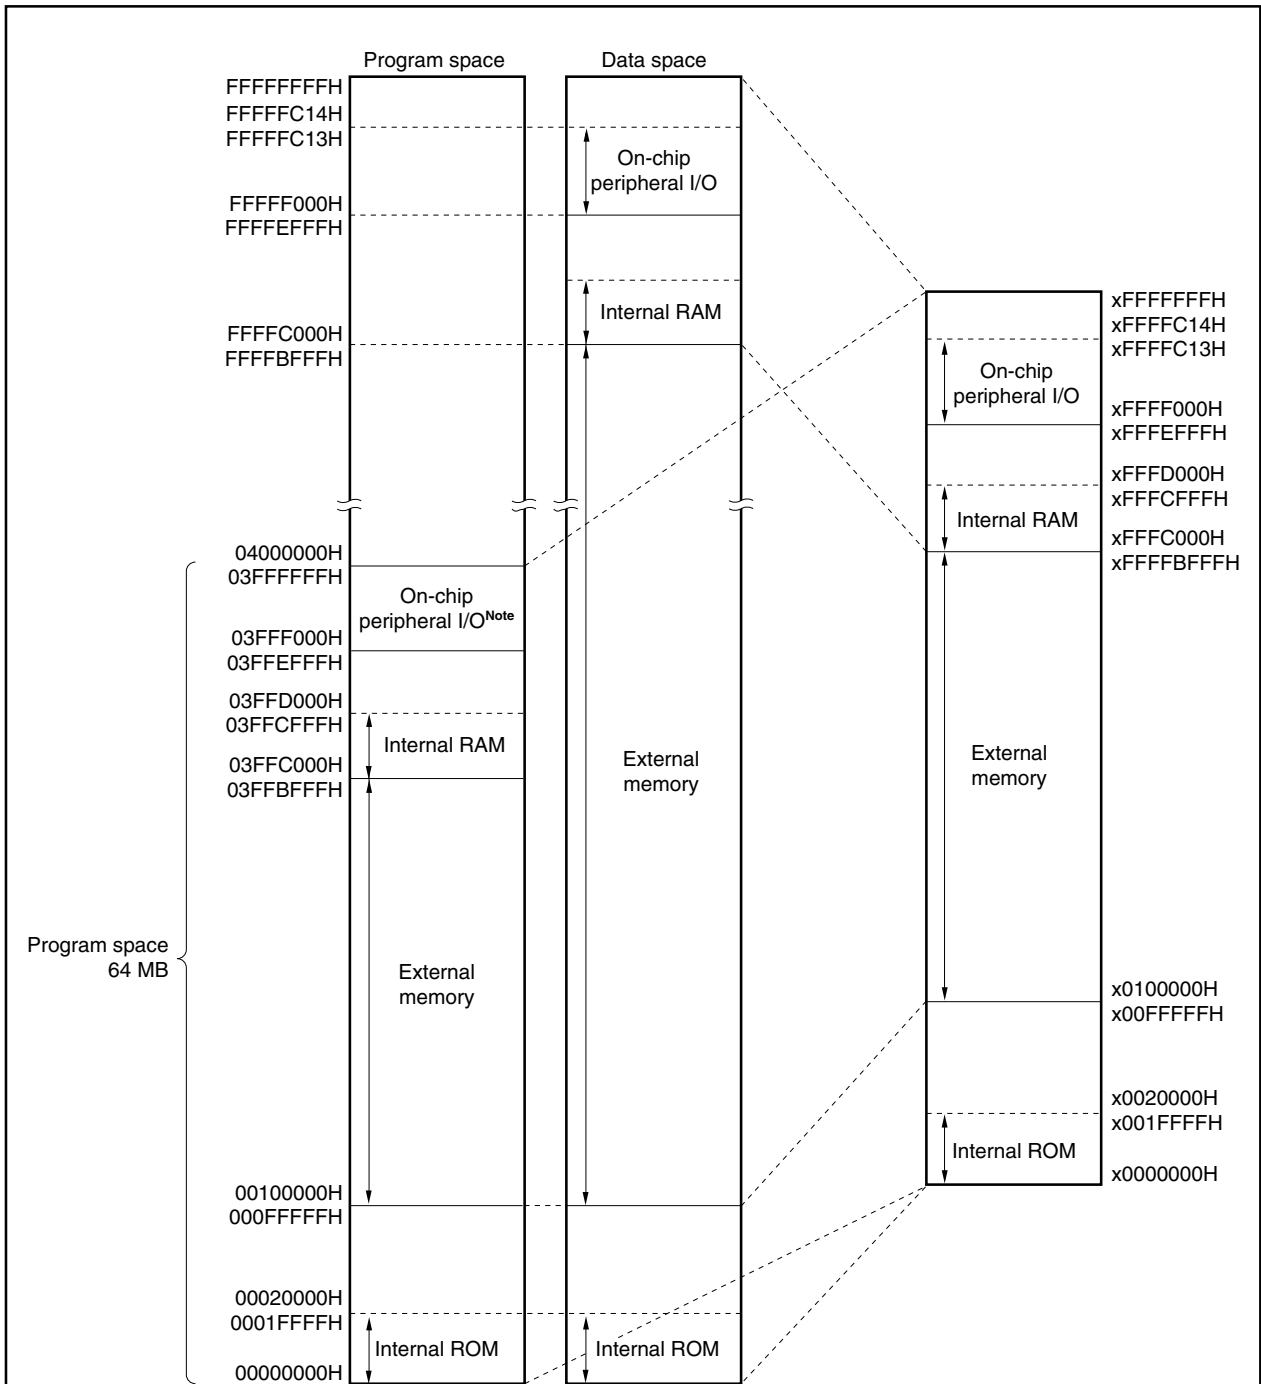 Program space
Data space
FFFFFFFFH
FFFFFC14H
FFFFFC13H
On-chip
peripheral I/O
FFFFF000H
FFFFEFFFH
Internal RAM
FFFFC000H
FFFFBFFFH
04000000H
03FFFFFFH
On-chip
peripheral I/ONote
03FFF000H
03FFEFFFH
03FFD000H
03FFCFFFH
Internal RAM
03FFC000H
03FFBFFFH
External
memory
Program space
64 MB
External
memory
00100000H
000FFFFFH
00020000H
0001FFFFH
Internal ROM
Internal ROM
00000000H
xFFFFFFFH
xFFFFC14H
xFFFFC13H
On-chip
peripheral I/O
xFFFF000H
xFFFEFFFH
xFFFD000H
xFFFCFFFH
Internal RAM
xFFFC000H
xFFFFBFFFH
External
memory
x0100000H
x00FFFFFH
x0020000H
x001FFFFH
Internal ROM
x0000000H